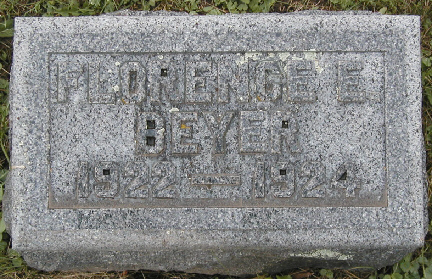 FLORENCE E.
BEYER
1922 — 1924